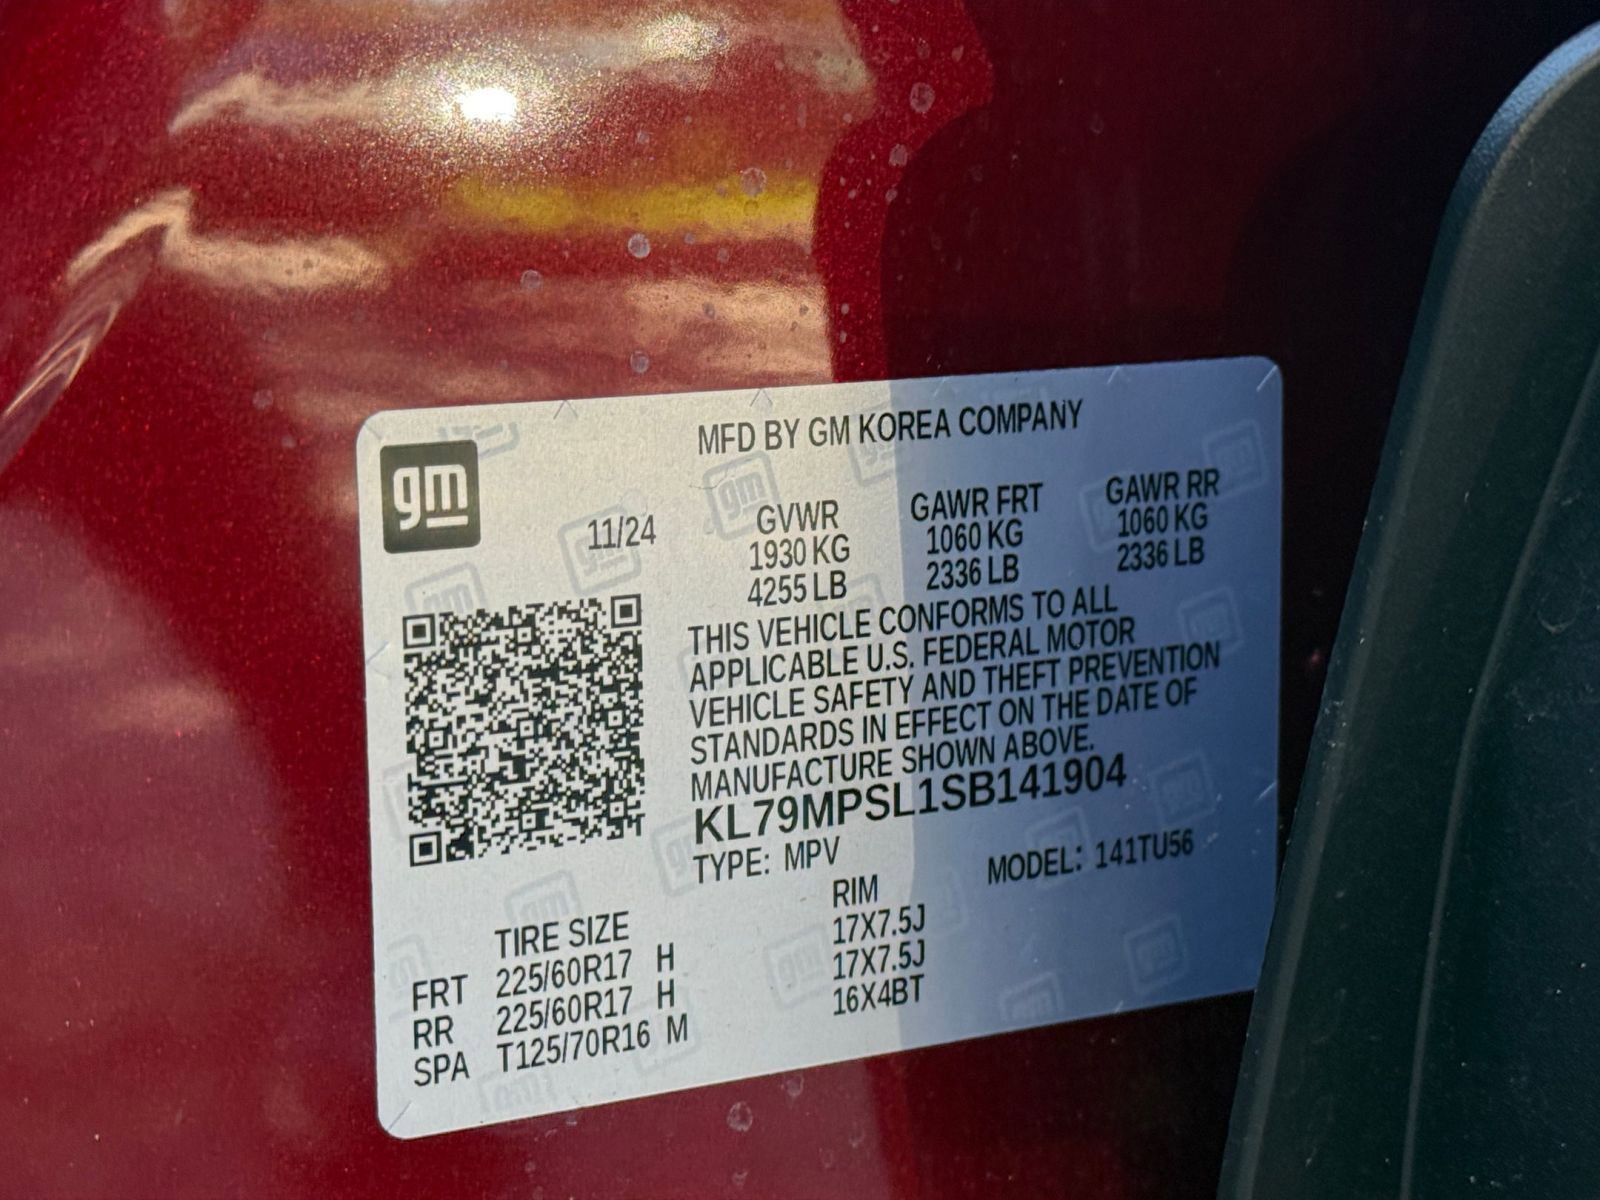 gm
MFD BY GM KOREA COMPANY
11/24
GVWR GAWR FRT GAWR RR
1930 KG 1060 KG 1060 KG
4255 LB 2336 LB 2336 LB
THIS VEHICLE CONFORMS TO ALL
APPLICABLE U.S. FEDERAL MOTOR
VEHICLE SAFETY AND THEFT PREVENTION
STANDARDS IN EFFECT ON THE DATE OF
MANUFACTURE SHOWN ABOVE.
KL79MPSL1SB141904
TYPE: MPV MODEL: 141TU56
TIRE SIZE RIM
FRT 225/60R17 H 17X7.5J
RR 225/60R17 H 17X7.5J
SPA T125/70R16 M 16X4BT